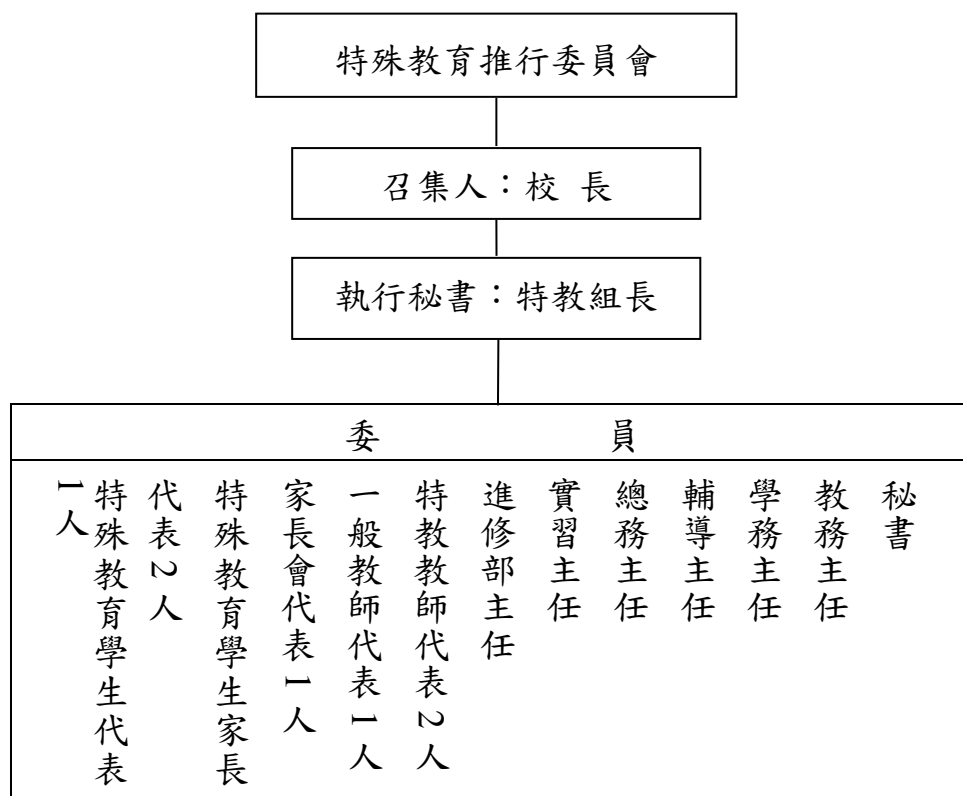 特殊教育推行委員會
召集人：校 長
執行秘書：特教組長
委 員
秘書
教務主任
學務主任
輔導主任
總務主任
實習主任
進修部主任
特教教師代表2人
一般教師代表1人
家長會代表1人
特殊教育學生家長
代表2人
特殊教育學生代表
1人